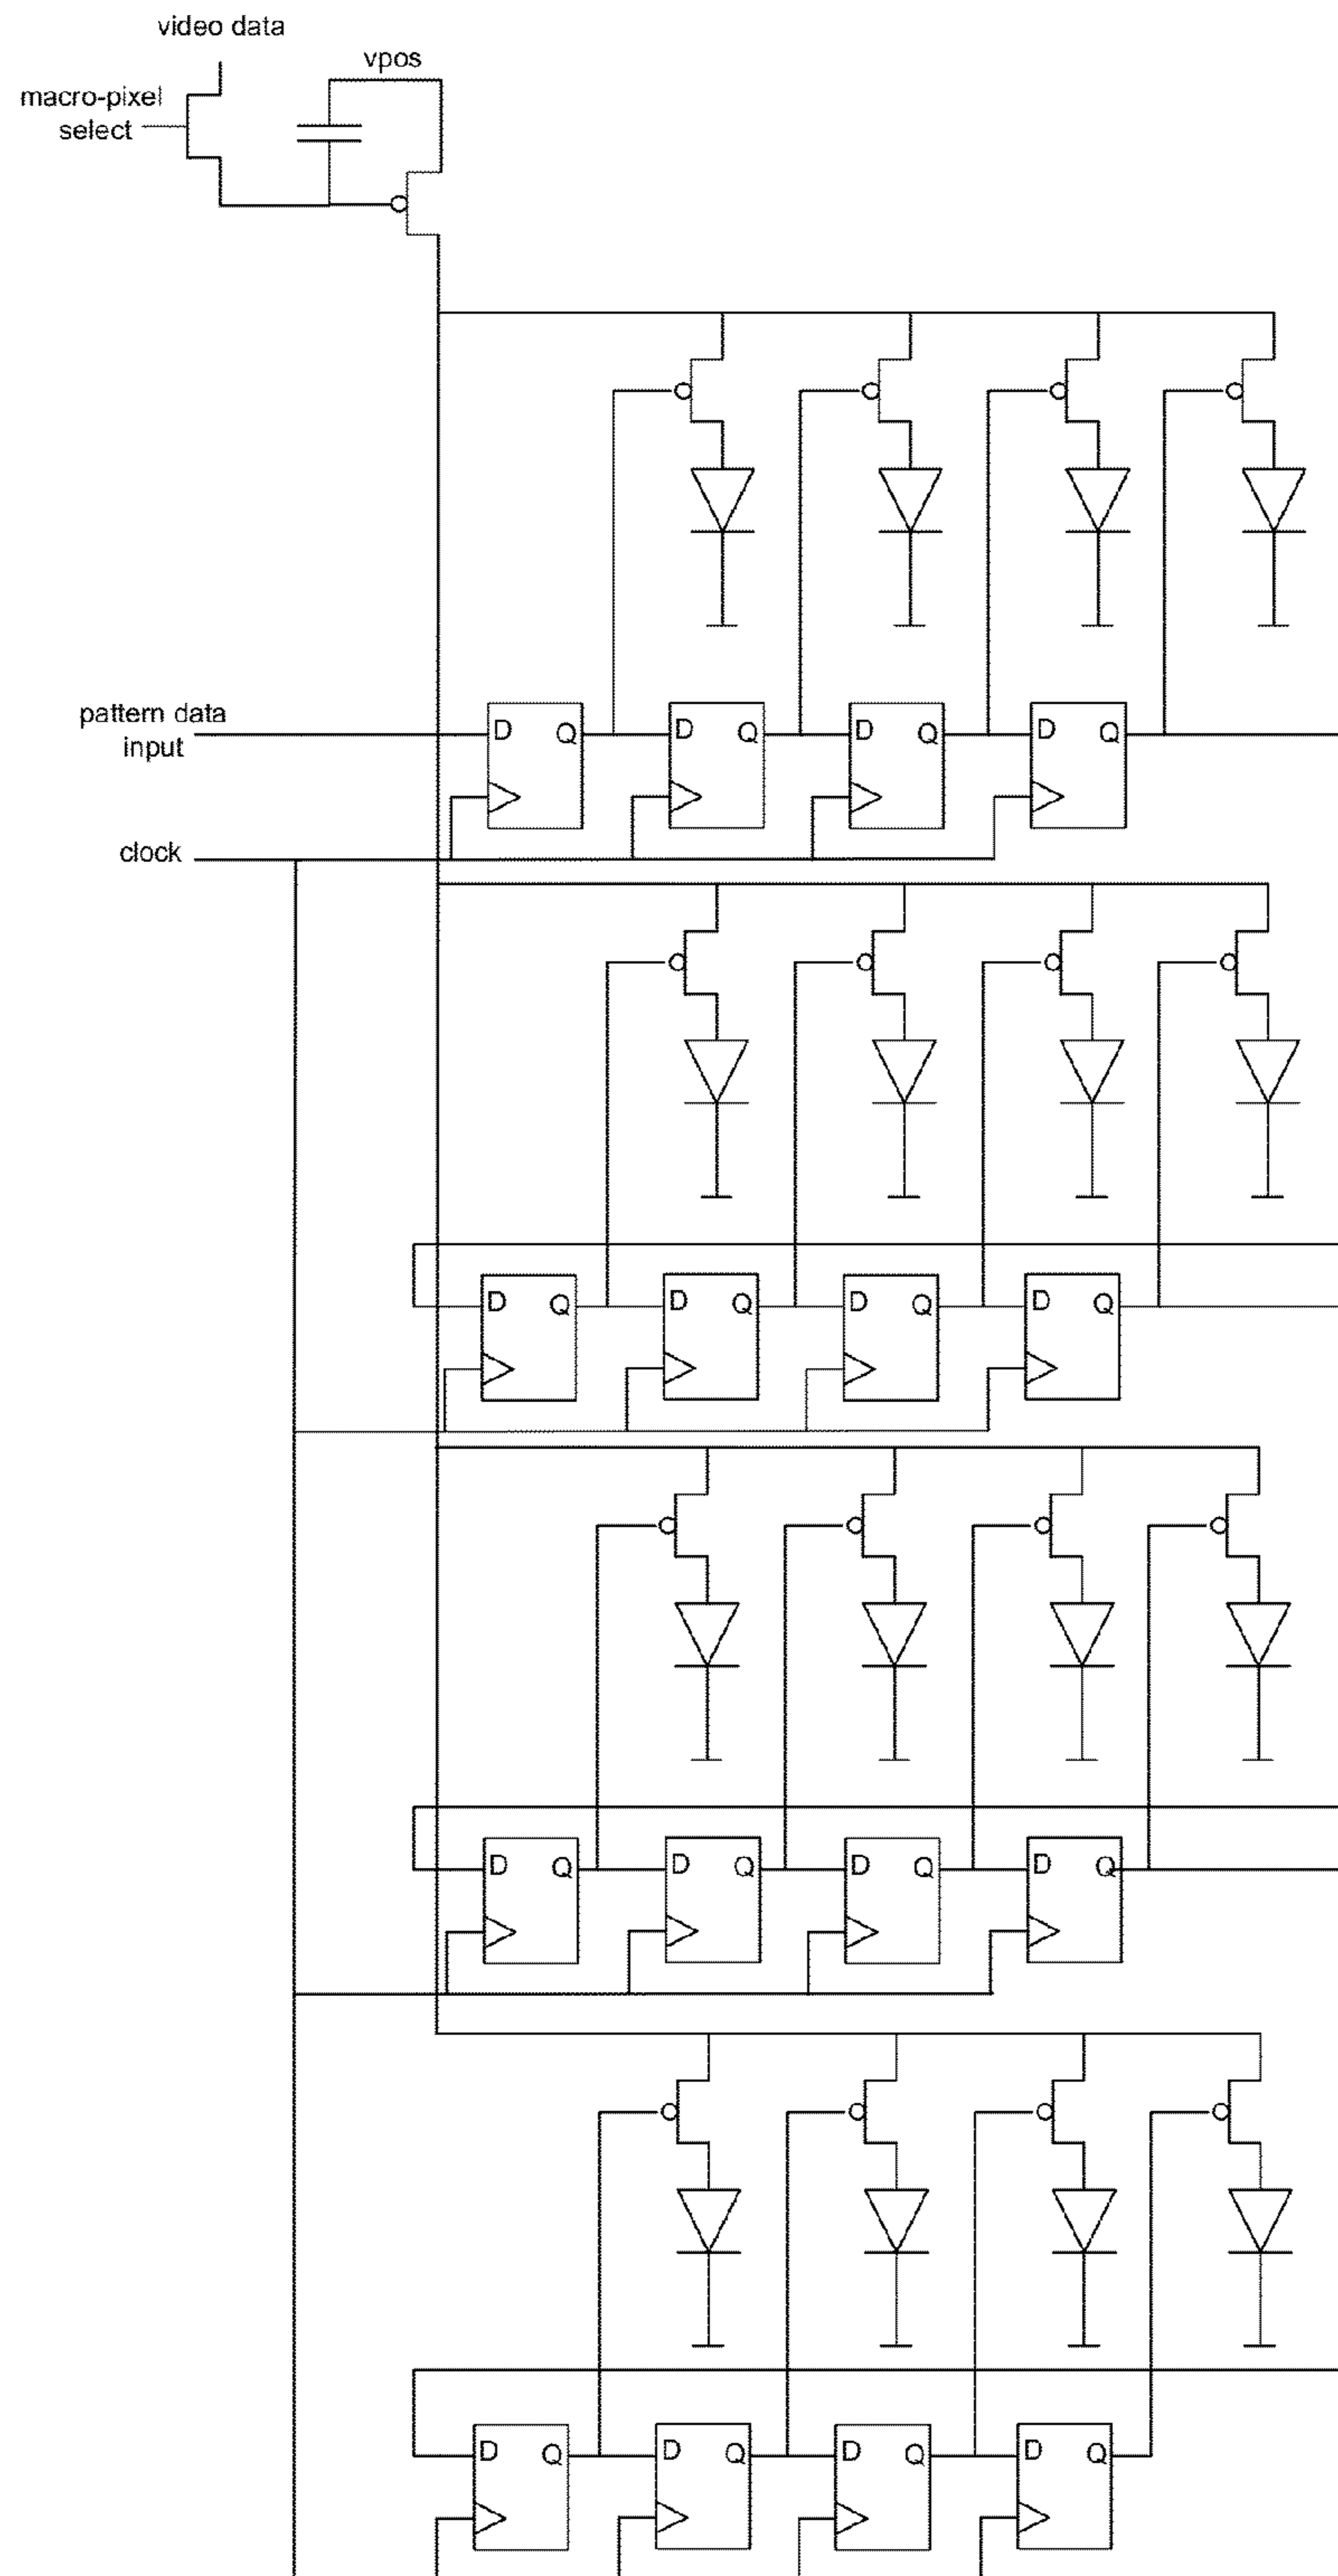 video data
vpos
macro-pixel
select
pattern data
input
D Q D Q D Q D Q
clock
D Q D Q D Q D Q
D Q D Q D Q D Q
D Q D Q D Q D Q